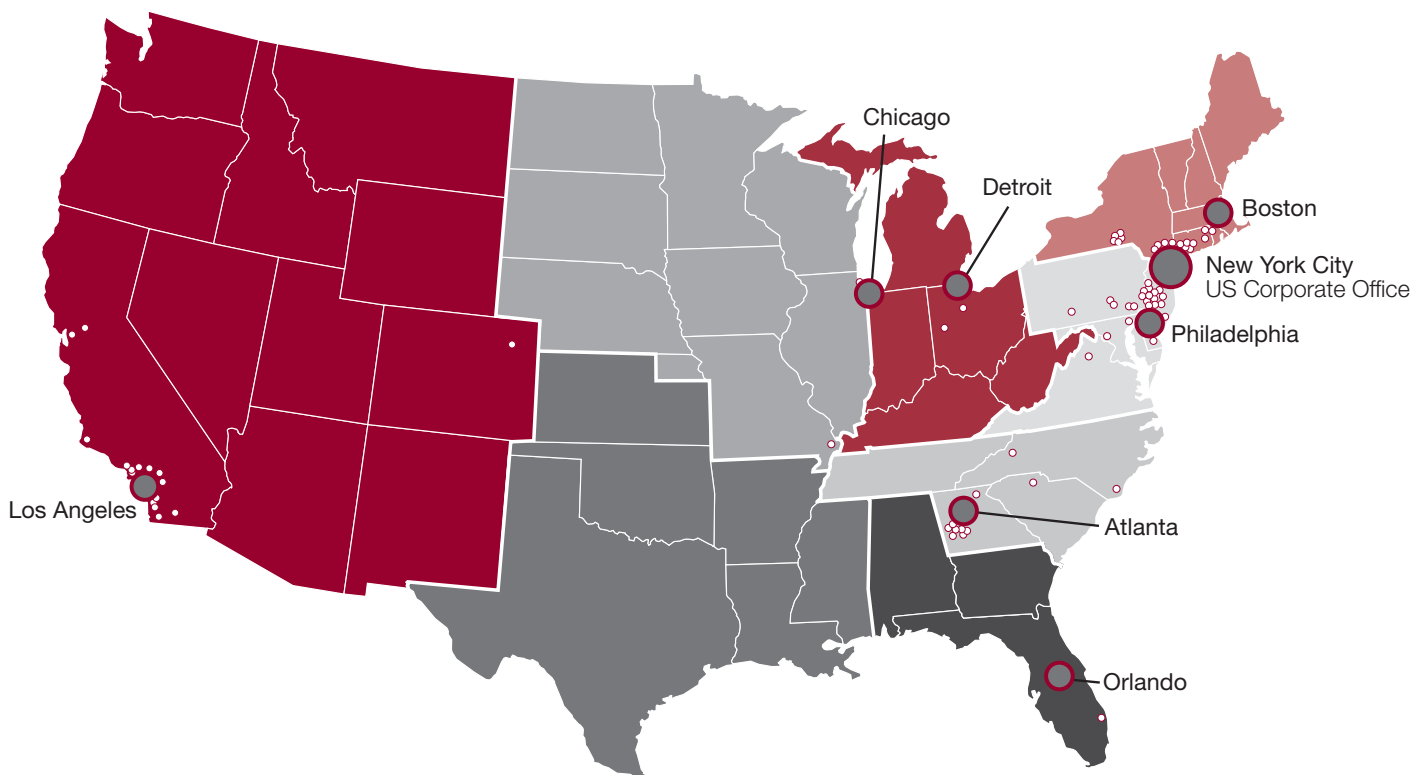 Chicago
Detroit
Boston
New York City
US Corporate Office
Philadelphia
Los Angeles
Atlanta
Orlando